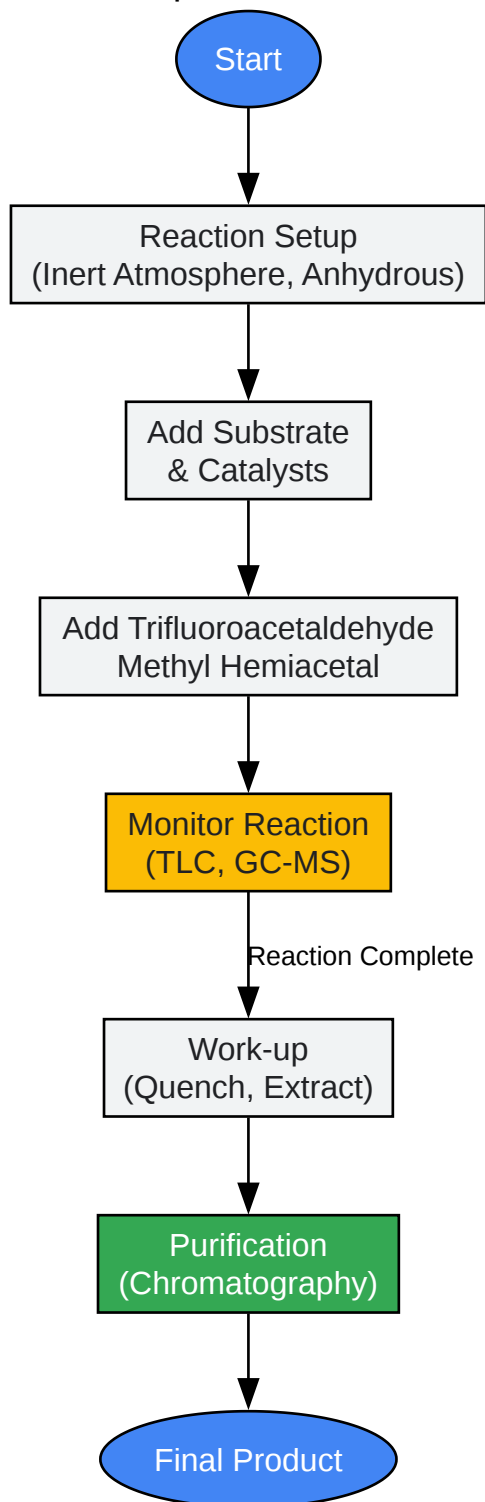 Start
Reaction Setup
(Inert Atmosphere, Anhydrous)
Add Substrate
& Catalysts
Add Trifluoroacetaldehyde
Methyl Hemiacetal
Monitor Reaction
(TLC, GC-MS)
Reaction Complete
Work-up
(Quench, Extract)
Purification
(Chromatography)
Final Product